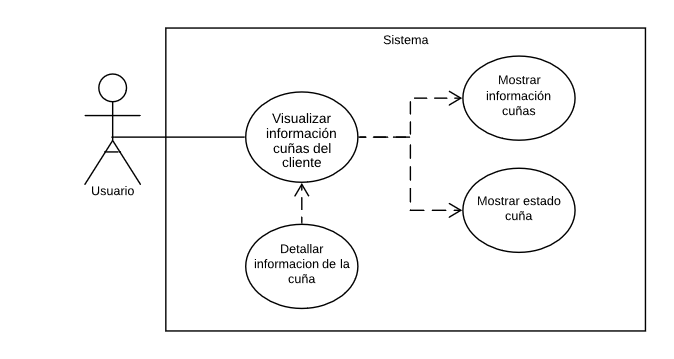 Sistema
Mostrar
información
cuñas
Visualizar
información
cuñas del
cliente
Usuario
Mostrar estado
cuña
Detallar
informacion de la
cuña